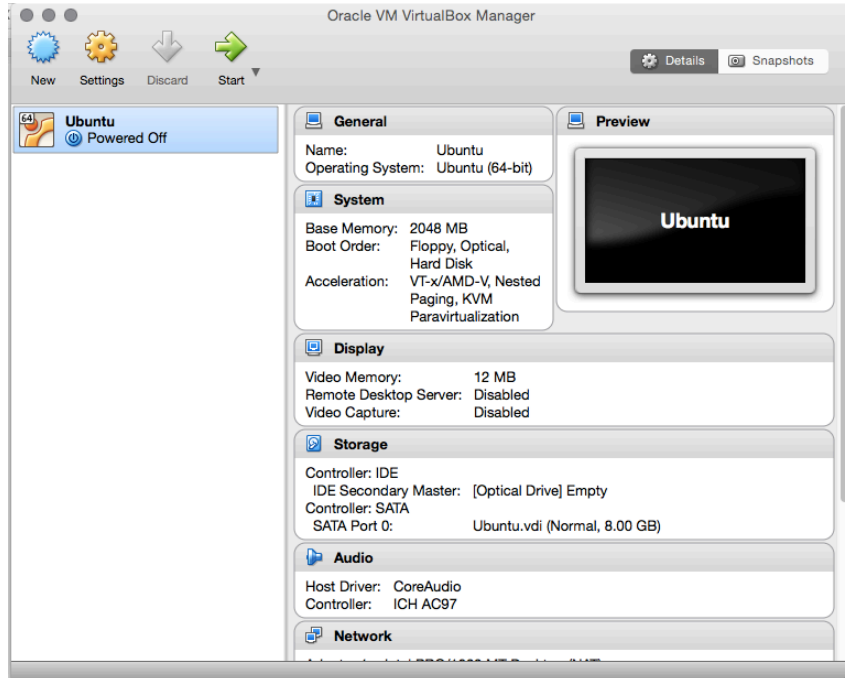 Oracle VM VirtualBox Manager
New Settings Discard Start
Details Snapshots
64 Ubuntu
Powered Off
General
Name: Ubuntu
Operating System: Ubuntu (64-bit)
Preview
Ubuntu
System
Base Memory: 2048 MB
Boot Order: Floppy, Optical,
Hard Disk
Acceleration: VT-x/AMD-V, Nested
Paging, KVM
Paravirtualization
Display
Video Memory: 12 MB
Remote Desktop Server: Disabled
Video Capture: Disabled
Storage
Controller: IDE
IDE Secondary Master: [Optical Drive] Empty
Controller: SATA
SATA Port 0: Ubuntu.vdi (Normal, 8.00 GB)
Audio
Host Driver: CoreAudio
Controller: ICH AC97
Network